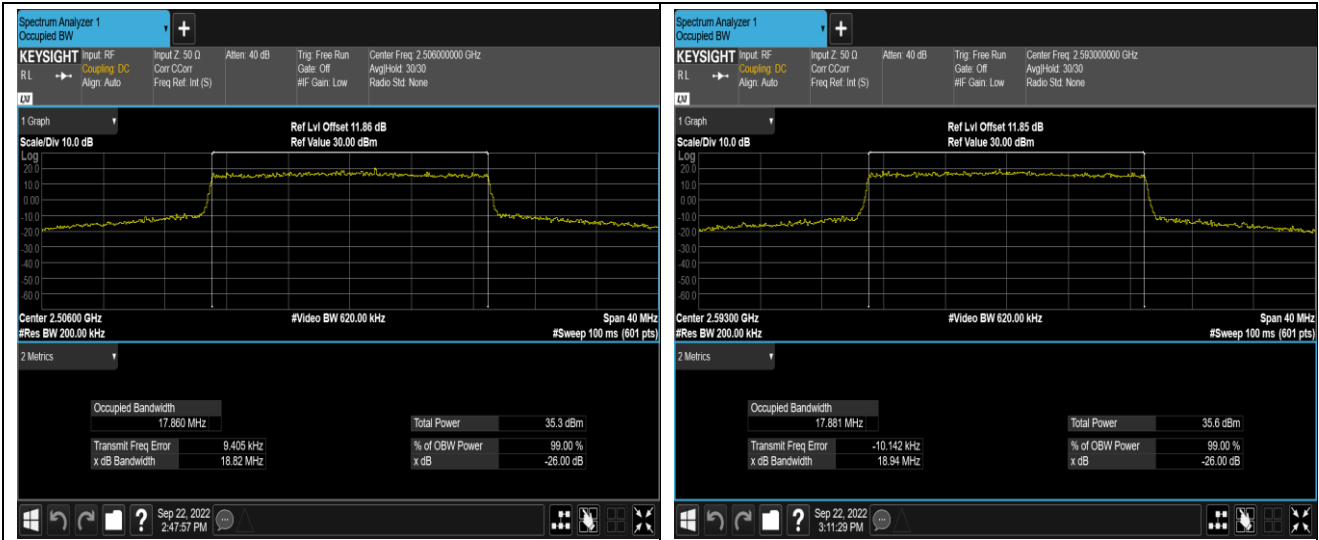 Spectrum Analyzer 1
Occupied BW
+
KEYSIGHT Input: RF Input Z: 50 Ω Atten: 40 dB Trig: Free Run Center Freq: 2.506000000 GHz
RL Coupling: DC Corr CCorr Gate: Off Avg|Hold: 30/30
Align: Auto Freq Ref: Int (S) #IF Gain: Low Radio Std: None
LXI
1 Graph
Ref Lvl Offset 11.86 dB
Scale/Div 10.0 dB Ref Value 30.00 dBm
Log
20.0
10.0
0.00
-10.0
-20.0
-30.0
-40.0
-50.0
-60.0
Center 2.50600 GHz #Video BW 620.00 kHz Span 40 MHz
#Res BW 200.00 kHz #Sweep 100 ms (601 pts)
2 Metrics
Occupied Bandwidth
17.860 MHz Total Power 35.3 dBm
Transmit Freq Error 9.405 kHz % of OBW Power 99.00 %
x dB Bandwidth 18.82 MHz x dB -26.00 dB
? Sep 22, 2022
2:47:57 PM
Spectrum Analyzer 1
Occupied BW
+
KEYSIGHT Input: RF Input Z: 50 Ω Atten: 40 dB Trig: Free Run Center Freq: 2.593000000 GHz
RL Coupling: DC Corr CCorr Gate: Off Avg|Hold: 30/30
Align: Auto Freq Ref: Int (S) #IF Gain: Low Radio Std: None
LXI
1 Graph
Ref Lvl Offset 11.85 dB
Scale/Div 10.0 dB Ref Value 30.00 dBm
Log
20.0
10.0
0.00
-10.0
-20.0
-30.0
-40.0
-50.0
-60.0
Center 2.59300 GHz #Video BW 620.00 kHz Span 40 MHz
#Res BW 200.00 kHz #Sweep 100 ms (601 pts)
2 Metrics
Occupied Bandwidth
17.881 MHz Total Power 35.6 dBm
Transmit Freq Error -10.142 kHz % of OBW Power 99.00 %
x dB Bandwidth 18.94 MHz x dB -26.00 dB
? Sep 22, 2022
3:11:29 PM